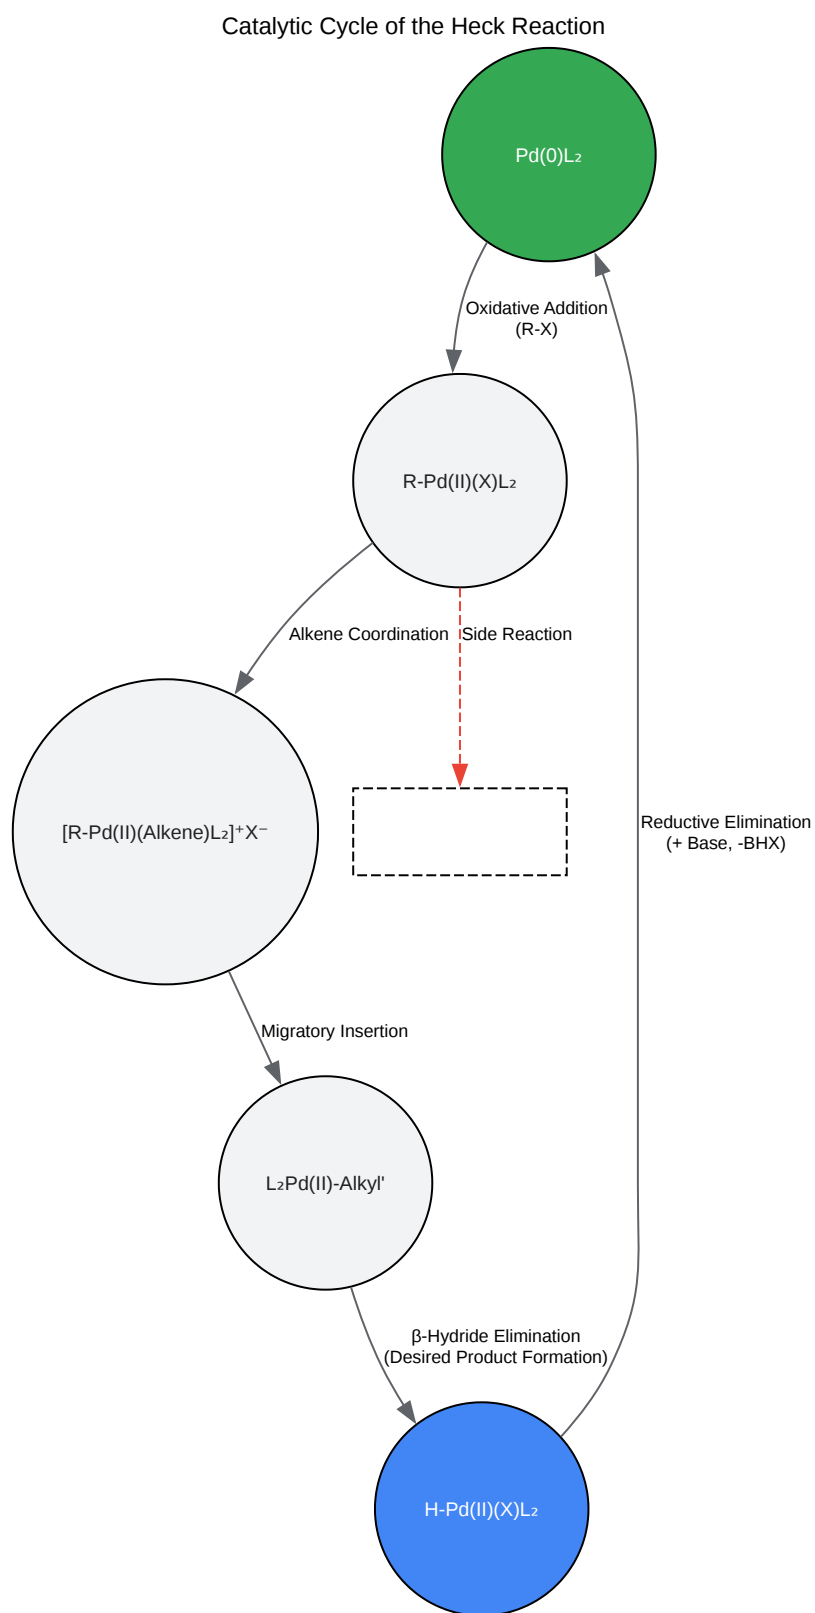 Catalytic Cycle of the Heck Reaction
Pd(0)L₂
Oxidative Addition
(R-X)
R-Pd(II)(X)L₂
Alkene Coordination
Side Reaction
[R-Pd(II)(Alkene)L₂]⁺X⁻
Reductive Elimination
(+ Base, -BHX)
Migratory Insertion
L₂Pd(II)-Alkyl'
β-Hydride Elimination
(Desired Product Formation)
H-Pd(II)(X)L₂